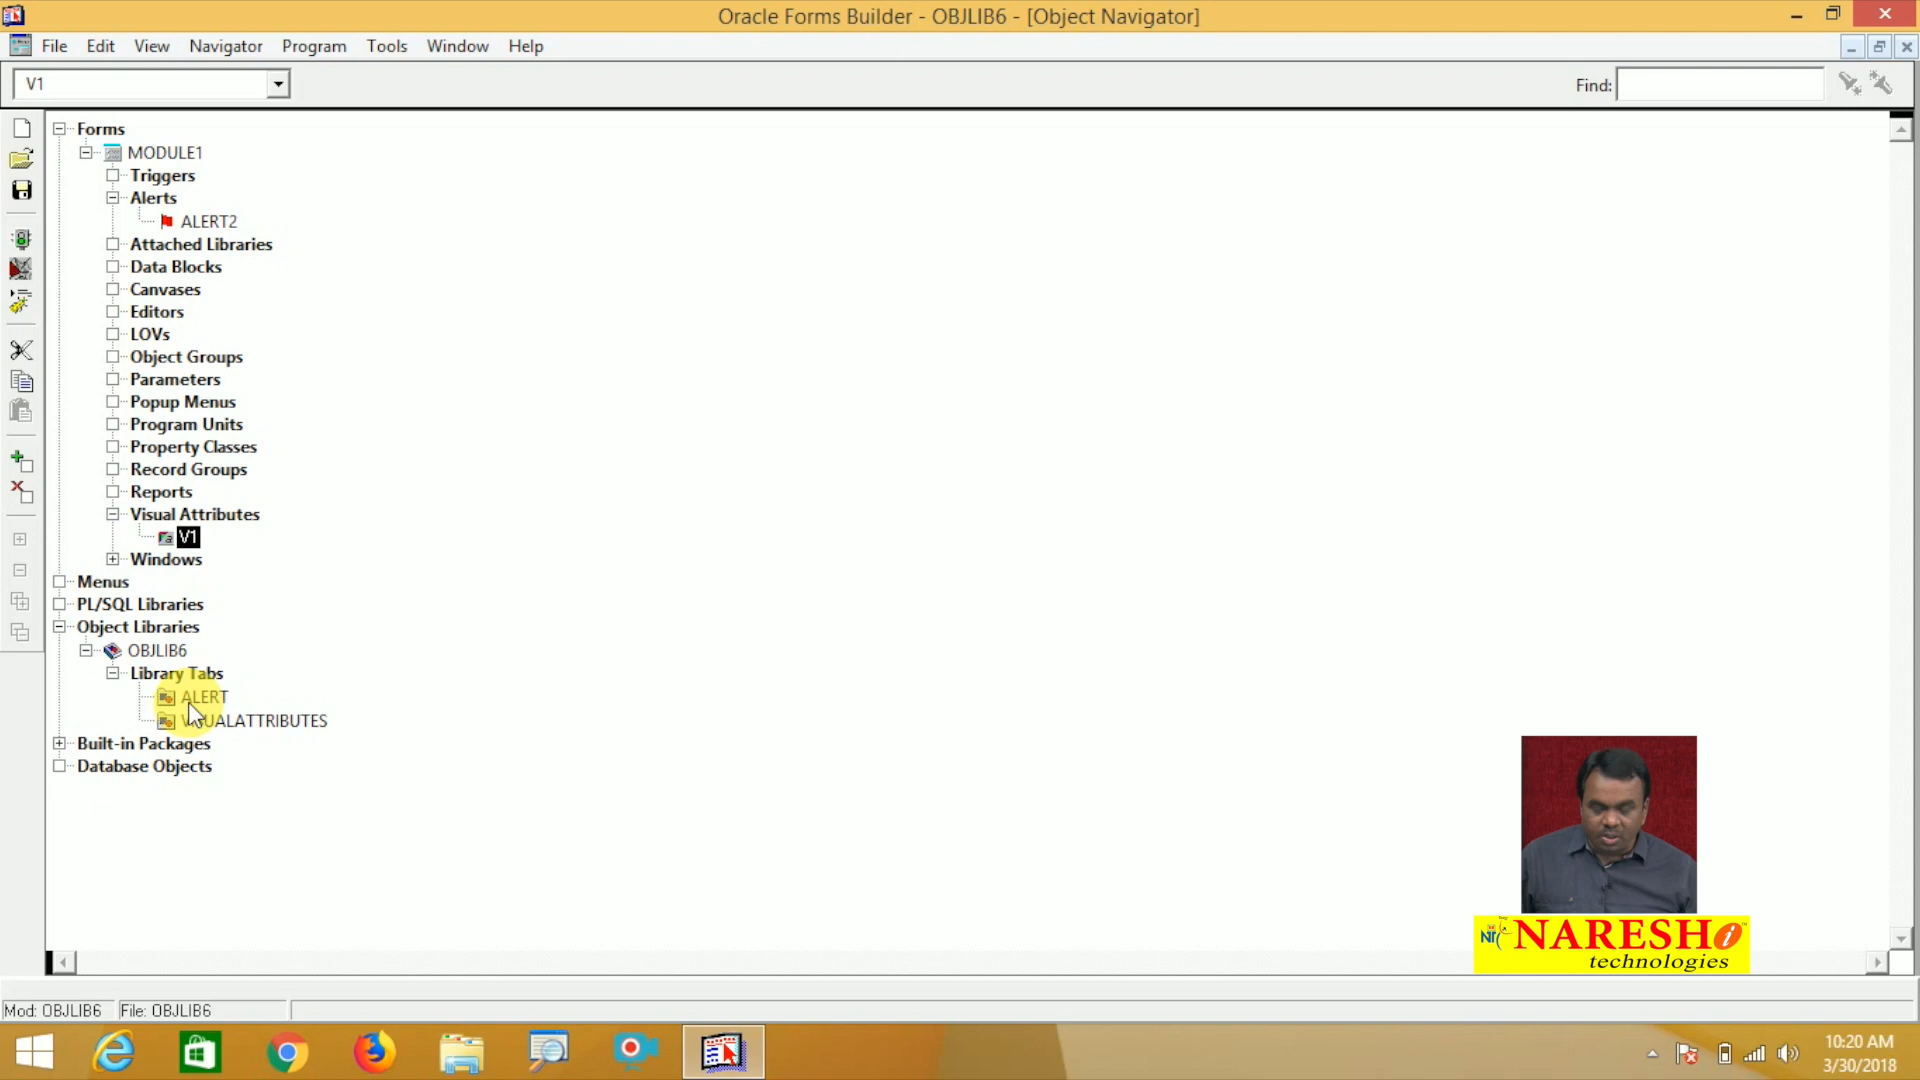 Oracle Forms Builder - OBJLIB6 - [Object Navigator]
File Edit View Navigator Program Tools Window Help
V1
Find:
Forms
MODULE1
Triggers
Alerts
ALERT2
Attached Libraries
Data Blocks
Canvases
Editors
LOVs
Object Groups
Parameters
Popup Menus
Program Units
Property Classes
Record Groups
Reports
Visual Attributes
V1
Windows
Menus
PL/SQL Libraries
Object Libraries
OBJLIB6
Library Tabs
ALERT
VISUALATTRIBUTES
Built-in Packages
Database Objects
NARESH i
technologies
Mod: OBJLIB6 File: OBJLIB6
10:20 AM
3/30/2018